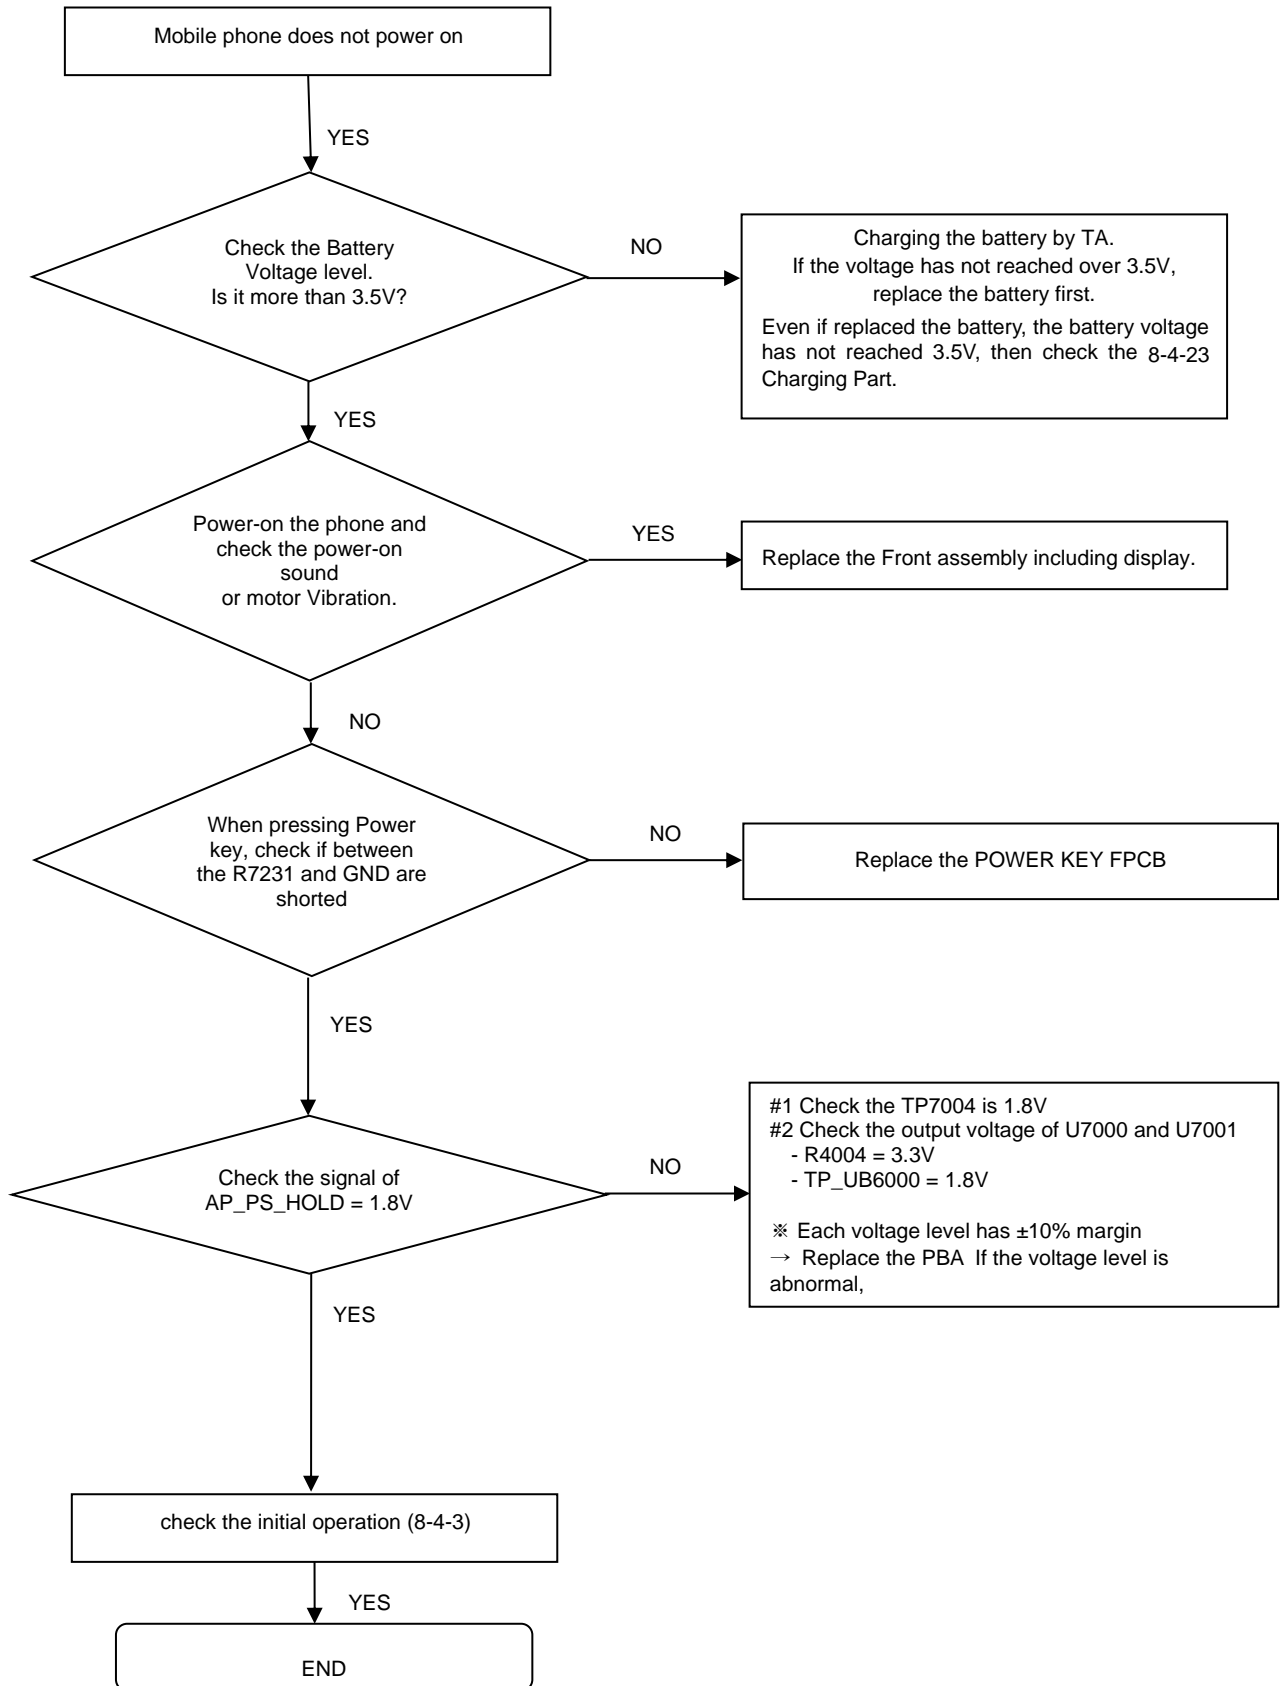 Mobile phone does not power on
YES
Check the Battery
Voltage level.
Is it more than 3.5V?
NO
Charging the battery by TA.
If the voltage has not reached over 3.5V,
replace the battery first.
Even if replaced the battery, the battery voltage
has not reached 3.5V, then check the 8-4-23
Charging Part.
YES
Power-on the phone and
check the power-on
sound
or motor Vibration.
YES
Replace the Front assembly including display.
NO
When pressing Power
key, check if between
the R7231 and GND are
shorted
NO
Replace the POWER KEY FPCB
YES
Check the signal of
AP_PS_HOLD = 1.8V
NO
#1 Check the TP7004 is 1.8V
#2 Check the output voltage of U7000 and U7001
- R4004 = 3.3V
- TP_UB6000 = 1.8V
※ Each voltage level has ±10% margin
→ Replace the PBA If the voltage level is
abnormal,
YES
check the initial operation (8-4-3)
YES
END